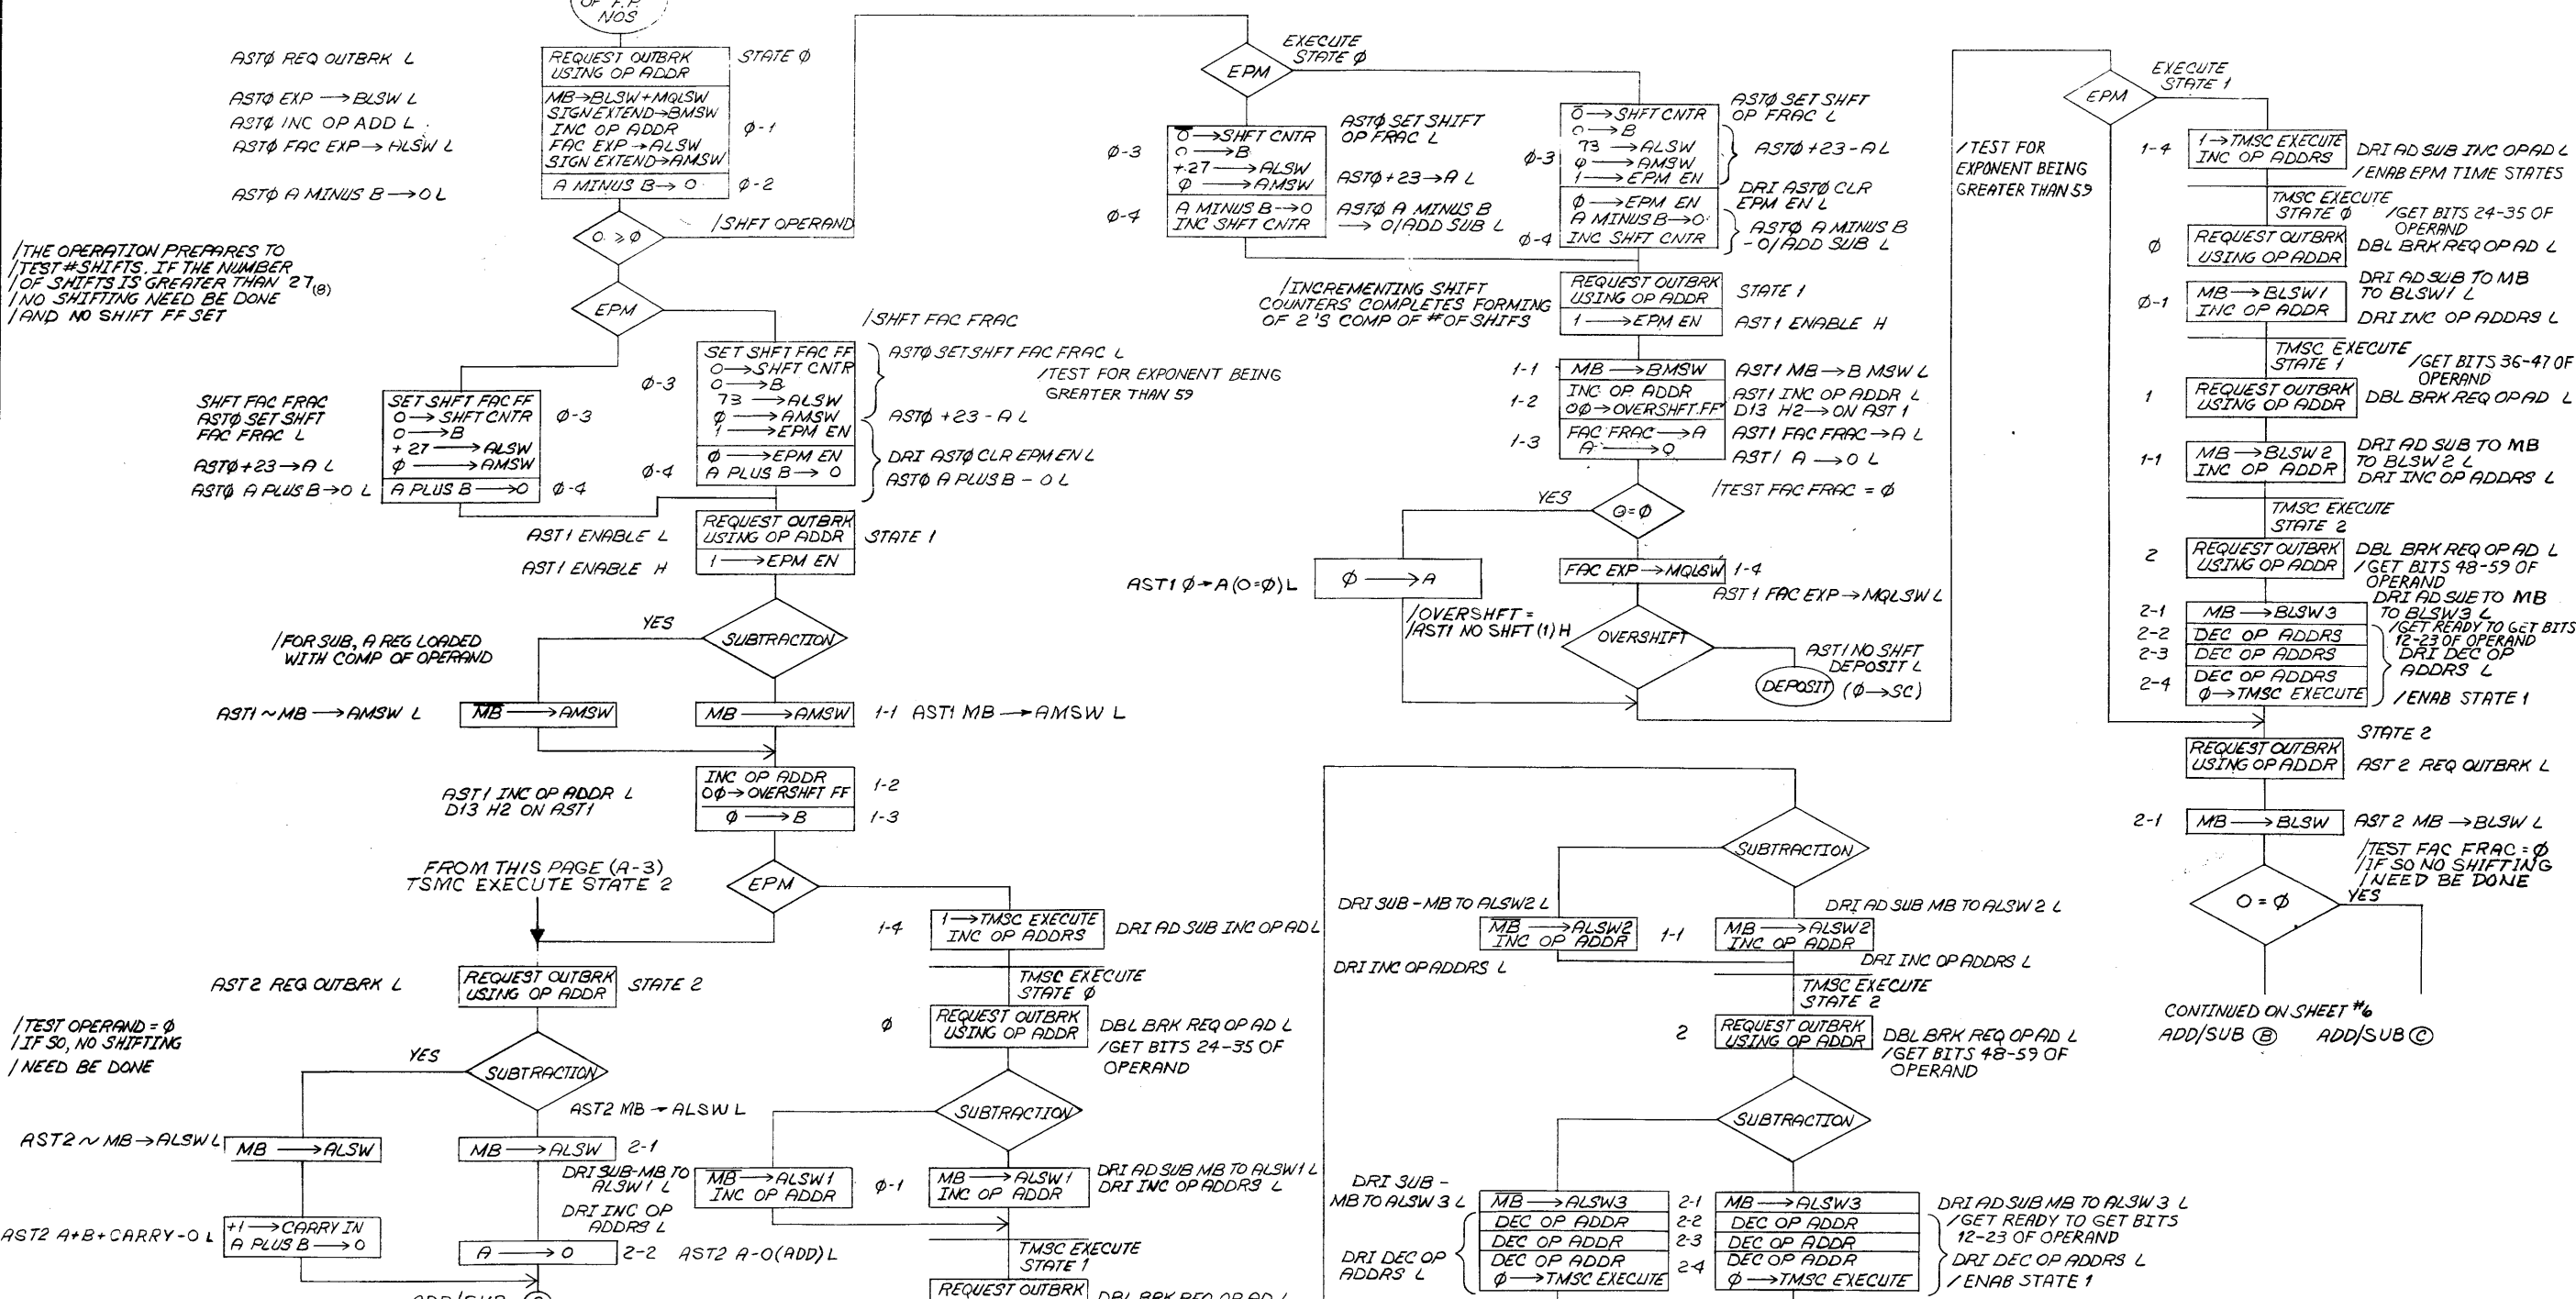 OF F.P.
NOS
AST∅ REQ OUTBRK L
REQUEST OUTBRK
USING OP ADDR
STATE ∅
AST∅ EXP → BLSW L
AST∅ INC OP ADD L
AST∅ FAC EXP → ALSW L
MB→BLSW+MQLSW
SIGN EXTEND→BMSW
INC OP ADDR
FAC EXP→ALSW
SIGN EXTEND→AMSW
∅-1
AST∅ A MINUS B→O L
A MINUS B→ O
∅-2
O ≥ ∅
/SHFT OPERAND
/THE OPERATION PREPARES TO
/TEST #SHIFTS. IF THE NUMBER
/OF SHIFTS IS GREATER THAN 27(8)
/NO SHIFTING NEED BE DONE
/AND NO SHIFT FF SET
EPM
/SHFT FAC FRAC
SHFT FAC FRAC
AST∅ SET SHFT
FAC FRAC L
AST∅+23→A L
AST∅ A PLUS B→O L
SET SHFT FAC FF
O→SHFT CNTR
O→B
+27→ALSW
∅→AMSW
A PLUS B→O
∅-3
∅-4
∅-3
∅-4
SET SHFT FAC FF
O→SHFT CNTR
O→B
73→ALSW
∅→AMSW
1→EPM EN
∅→EPM EN
A PLUS B→ O
AST∅ SET SHFT FAC FRAC L
/TEST FOR EXPONENT BEING
GREATER THAN 59
AST∅ +23 - A L
DRI AST∅ CLR EPM EN L
AST∅ A PLUS B - O L
AST1 ENABLE L
REQUEST OUTBRK
USING OP ADDR
STATE 1
AST1 ENABLE H
1→EPM EN
/FOR SUB, A REG LOADED
WITH COMP OF OPERAND
YES
SUBTRACTION
AST1 ~MB→AMSW L
M̅B̅→AMSW
MB→AMSW
1-1 AST1 MB→AMSW L
AST1 INC OP ADDR L
D13 H2 ON AST1
INC OP ADDR
O∅→OVERSHFT FF
1-2
∅→B
1-3
FROM THIS PAGE (A-3)
TSMC EXECUTE STATE 2
EPM
1-4
1→TMSC EXECUTE
INC OP ADDRS
DRI AD SUB INC OP AD L
AST2 REQ OUTBRK L
REQUEST OUTBRK
USING OP ADDR
STATE 2
TMSC EXECUTE
STATE ∅
∅
REQUEST OUTBRK
USING OP ADDR
DBL BRK REQ OP AD L
/GET BITS 24-35 OF
OPERAND
/TEST OPERAND = ∅
/IF SO, NO SHIFTING
/NEED BE DONE
YES
SUBTRACTION
AST2 MB→ALSW L
SUBTRACTION
AST2 ~MB→ALSW L
MB→ALSW
MB→ALSW
2-1
DRI SUB-MB TO
ALSW1 L
M̅B̅→ALSW1
INC OP ADDR
∅-1
MB→ALSW1
INC OP ADDR
DRI AD SUB MB TO ALSW1 L
DRI INC OP ADDRS L
DRI INC OP
ADDRS L
AST2 A+B+CARRY-O L
+1→CARRY IN
A PLUS B→O
A→O
2-2 AST2 A-O(ADD) L
TMSC EXECUTE
STATE 1
REQUEST OUTBRK
DBL BRK REQ OP AD L
ADD/SUB
EXECUTE
STATE ∅
EPM
∅-3
O̅→SHFT CNTR
O→B
+27→ALSW
∅→AMSW
AST∅ SET SHIFT
OP FRAC L
AST∅+23→A L
∅-4
A MINUS B→O
INC SHFT CNTR
AST∅ A MINUS B
→ O/ADD SUB L
∅-3
O̅→SHFT CNTR
O→B
73→ALSW
∅→AMSW
1→EPM EN
AST∅ SET SHFT
OP FRAC L
AST∅+23-A L
DRI AST∅ CLR
EPM EN L
∅-4
∅→EPM EN
A MINUS B→O
INC SHFT CNTR
AST∅ A MINUS B
-O/ADD SUB L
/INCREMENTING SHIFT
COUNTERS COMPLETES FORMING
OF 2'S COMP OF #OF SHIFS
REQUEST OUTBRK
USING OP ADDR
STATE 1
1→EPM EN
AST1 ENABLE H
1-1
MB→BMSW
AST1 MB→B MSW L
1-2
INC OP ADDR
O∅→OVERSHFT.FF
AST1 INC OP ADDR L
D13 H2→ON AST1
1-3
FAC FRAC→A
A→O
AST1 FAC FRAC→A L
AST1 A→O L
YES
O=∅
/TEST FAC FRAC = ∅
AST1 ∅→A(O=∅) L
∅→A
FAC EXP→MQLSW
1-4
AST1 FAC EXP→MQLSW L
/OVERSHFT =
/AST1 NO SHFT(1) H
OVERSHIFT
AST1 NO SHFT
DEPOSIT L
DEPOSIT (∅→SC)
SUBTRACTION
DRI SUB-MB TO ALSW2 L
DRI AD SUB MB TO ALSW 2 L
M̅B̅→ALSW2
INC OP ADDR
1-1
MB→ALSW2
INC OP ADDR
DRI INC OP ADDRS L
DRI INC OP ADDRS L
TMSC EXECUTE
STATE 2
2
REQUEST OUTBRK
USING OP ADDR
DBL BRK REQ OP AD L
/GET BITS 48-59 OF
OPERAND
SUBTRACTION
DRI SUB -
MB TO ALSW 3 L
DRI DEC OP
ADDRS L
M̅B̅→ALSW3
DEC OP ADDR
DEC OP ADDR
DEC OP ADDR
∅→TMSC EXECUTE
2-1
2-2
2-3
2-4
MB→ALSW3
DEC OP ADDR
DEC OP ADDR
DEC OP ADDR
∅→TMSC EXECUTE
DRI AD SUB MB TO ALSW 3 L
/GET READY TO GET BITS
12-23 OF OPERAND
DRI DEC OP ADDRS L
/ENAB STATE 1
/TEST FOR
EXPONENT BEING
GREATER THAN 59
EXECUTE
STATE 1
EPM
1-4
1→TMSC EXECUTE
INC OP ADDRS
DRI AD SUB INC OP AD L
/ENAB EPM TIME STATES
TMSC EXECUTE
STATE ∅
/GET BITS 24-35 OF
OPERAND
∅
REQUEST OUTBRK
USING OP ADDR
DBL BRK REQ OP AD L
∅-1
MB→BLSW1
INC OP ADDR
DRI AD SUB TO MB
TO BLSW1 L
DRI INC OP ADDRS L
TMSC EXECUTE
STATE 1
/GET BITS 36-47 OF
OPERAND
1
REQUEST OUTBRK
USING OP ADDR
DBL BRK REQ OP AD L
1-1
MB→BLSW 2
INC OP ADDR
DRI AD SUB TO MB
TO BLSW 2 L
DRI INC OP ADDRS L
TMSC EXECUTE
STATE 2
2
REQUEST OUTBRK
USING OP ADDR
DBL BRK REQ OP AD L
/GET BITS 48-59 OF
OPERAND
DRI AD SUB TO MB
TO BLSW3 L
2-1
MB→BLSW3
2-2
DEC OP ADDRS
2-3
DEC OP ADDRS
2-4
DEC OP ADDRS
∅→TMSC EXECUTE
/GET READY TO GET BITS
12-23 OF OPERAND
DRI DEC OP
ADDRS L
/ENAB STATE 1
STATE 2
REQUEST OUTBRK
USING OP ADDR
AST 2 REQ OUTBRK L
2-1
MB→BLSW
AST 2 MB→BLSW L
/TEST FAC FRAC = ∅
/IF SO NO SHIFTING
/NEED BE DONE
YES
O = ∅
CONTINUED ON SHEET #6
ADD/SUB Ⓑ ADD/SUB Ⓒ